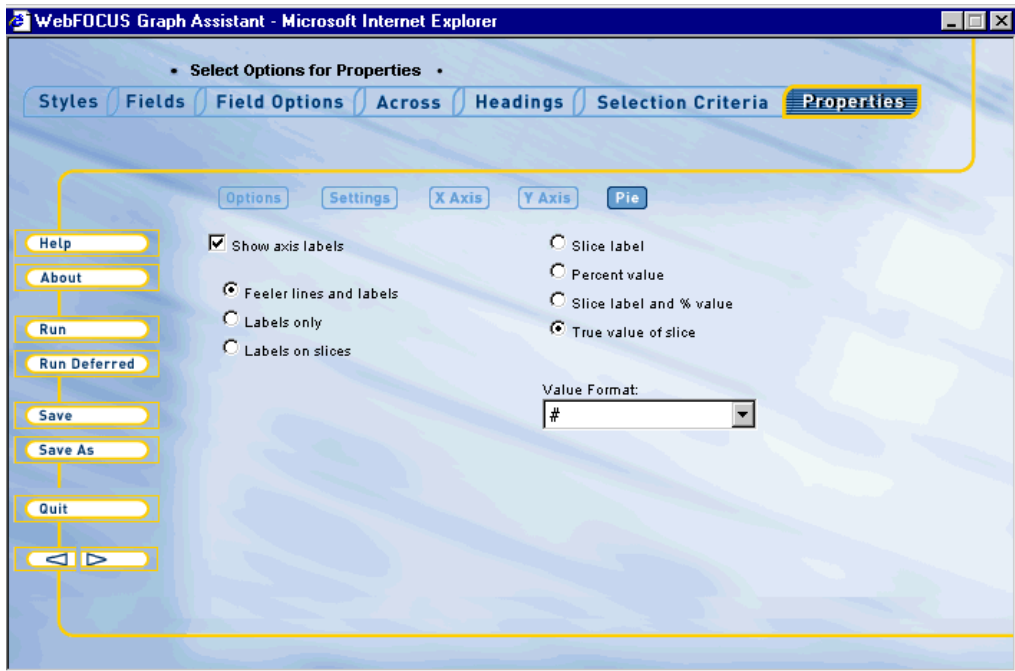 WebFOCUS Graph Assistant - Microsoft Internet Explorer
• Select Options for Properties •
Styles Fields Field Options Across Headings Selection Criteria Properties
Options Settings X Axis Y Axis Pie
Help
About
Run
Run Deferred
Save
Save As
Quit
Show axis labels
Feeler lines and labels
Labels only
Labels on slices
Slice label
Percent value
Slice label and % value
True value of slice
Value Format:
#